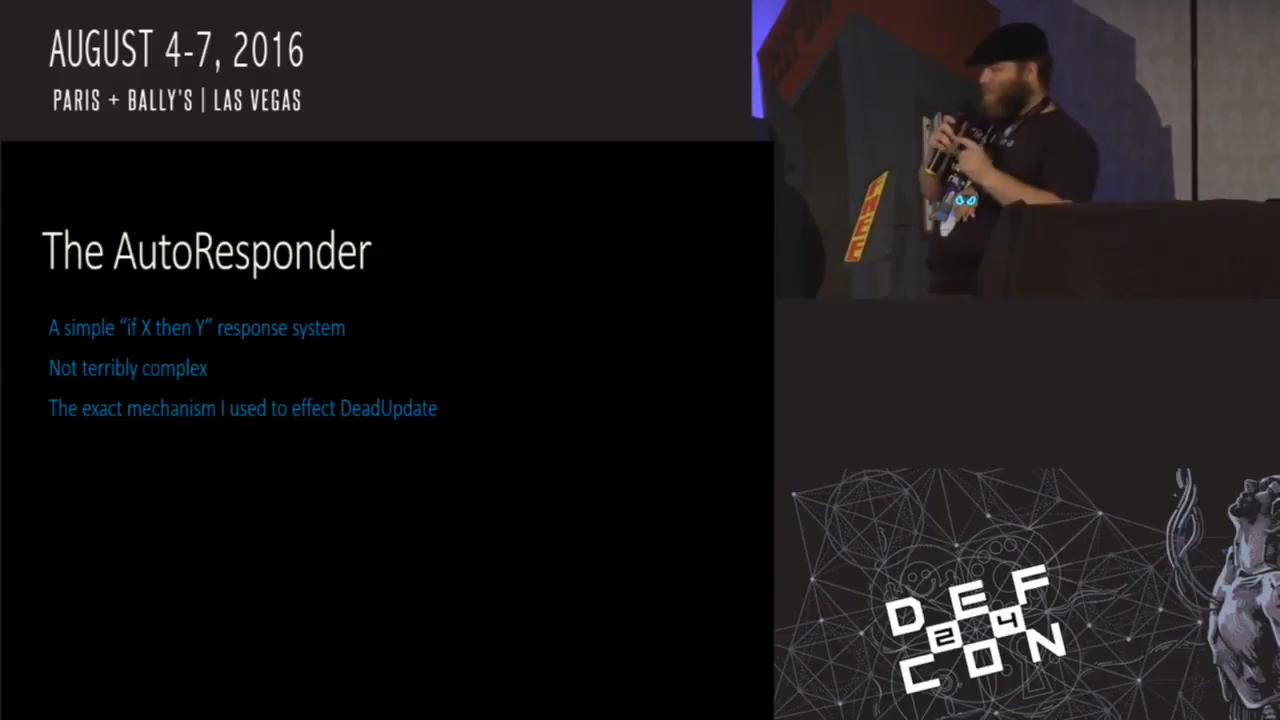 AUGUST 4-7, 2016
PARIS + BALLY'S | LAS VEGAS
The AutoResponder
A simple “if X then Y” response system
Not terribly complex
The exact mechanism I used to effect DeadUpdate
DEF
24
CON